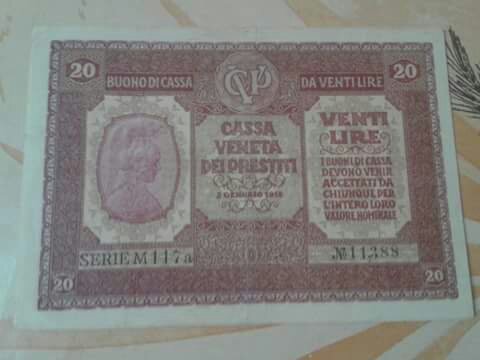 20 20
BUONO DI CASSA CVP DA VENTI LIRE
CASSA
VENETA
DEI PRESTITI
2 GENNAIO 1918
VENTI
LIRE
I BUONI DI CASSA
DEVONO VENIR
ACCETTATI DA
CHIUNQUE PER
L'INTERO LORO
VALORE NOMINALE
SERIE M 117a
№ 11,388
20 20